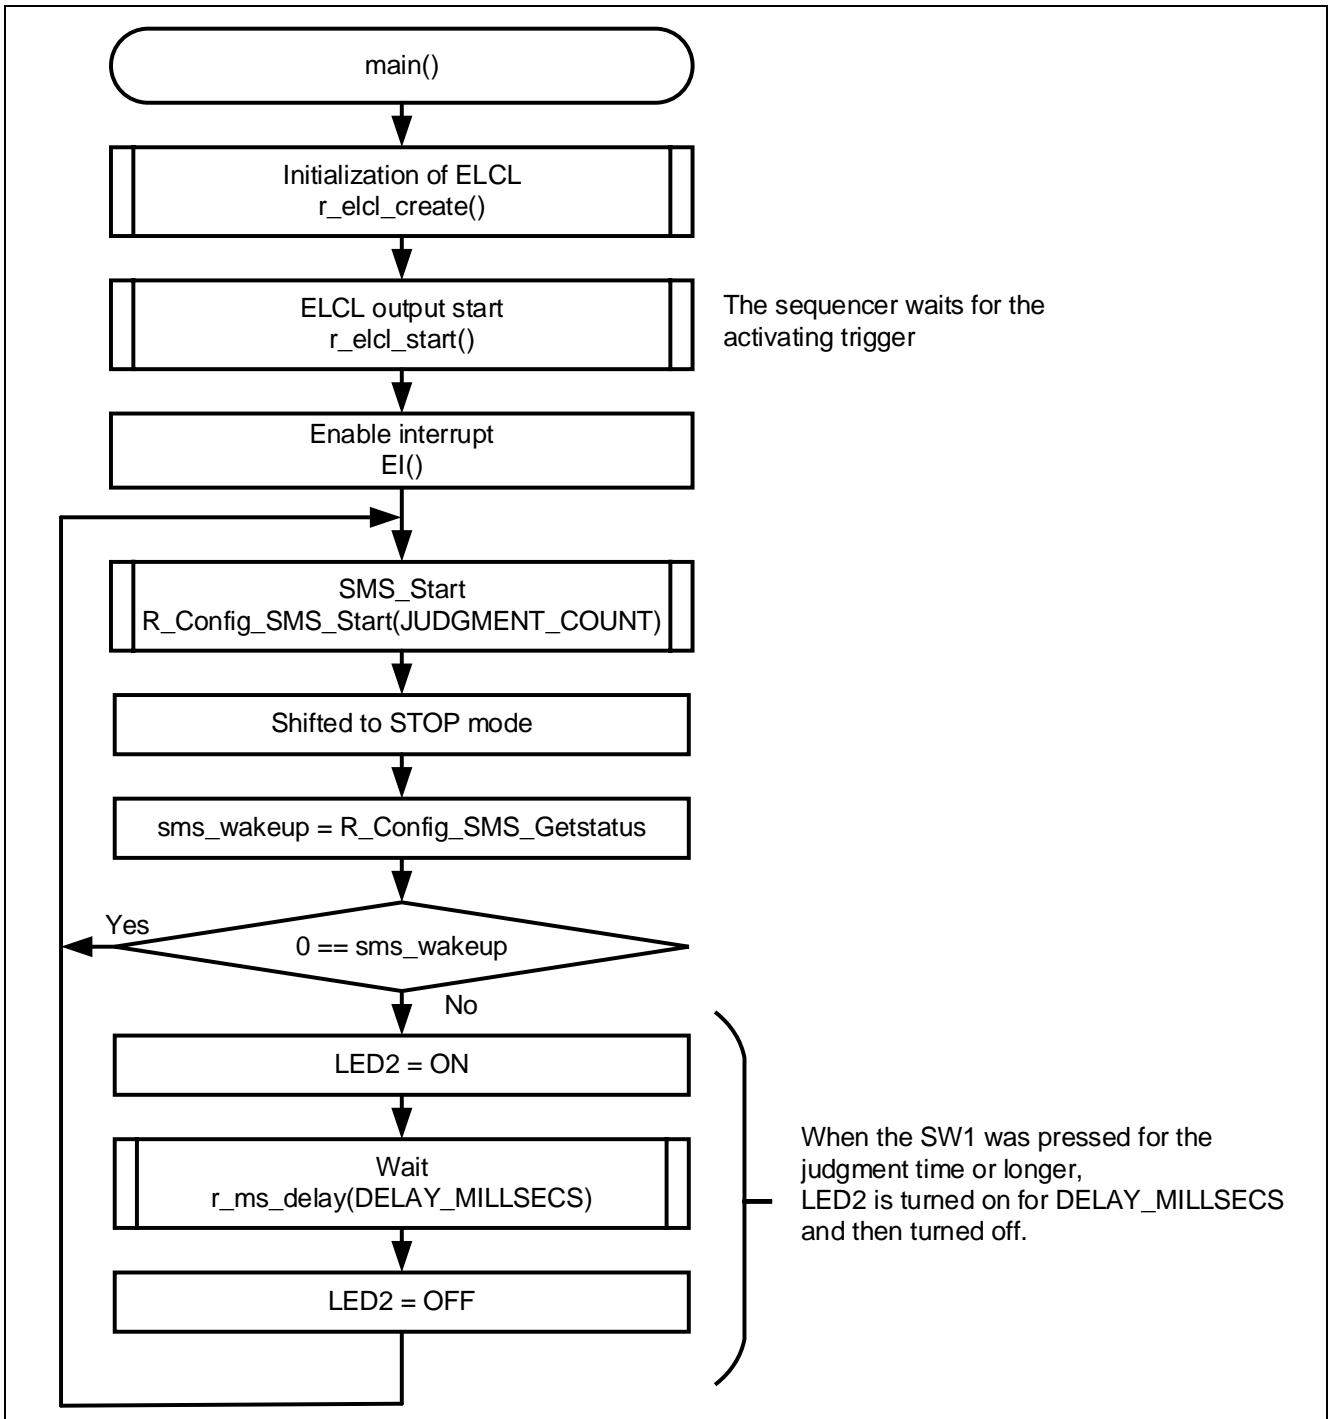 main()
Initialization of ELCL
r_elcl_create()
ELCL output start
r_elcl_start()
The sequencer waits for the
activating trigger
Enable interrupt
EI()
SMS_Start
R_Config_SMS_Start(JUDGMENT_COUNT)
Shifted to STOP mode
sms_wakeup = R_Config_SMS_Getstatus
Yes
0 == sms_wakeup
No
LED2 = ON
Wait
r_ms_delay(DELAY_MILLSECS)
When the SW1 was pressed for the
judgment time or longer,
LED2 is turned on for DELAY_MILLSECS
and then turned off.
LED2 = OFF